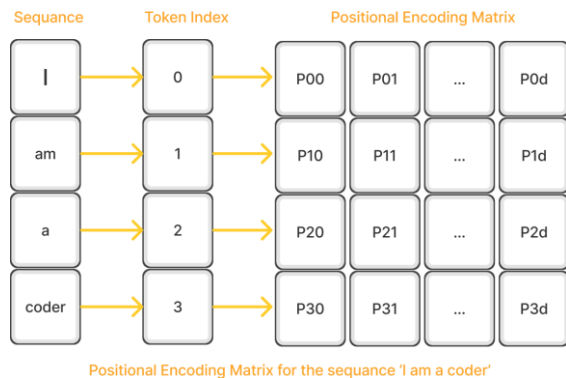 Sequance Token Index Positional Encoding Matrix
I 0 P00 P01 ... P0d
am 1 P10 P11 ... P1d
a 2 P20 P21 ... P2d
coder 3 P30 P31 ... P3d
Positional Encoding Matrix for the sequance 'I am a coder'